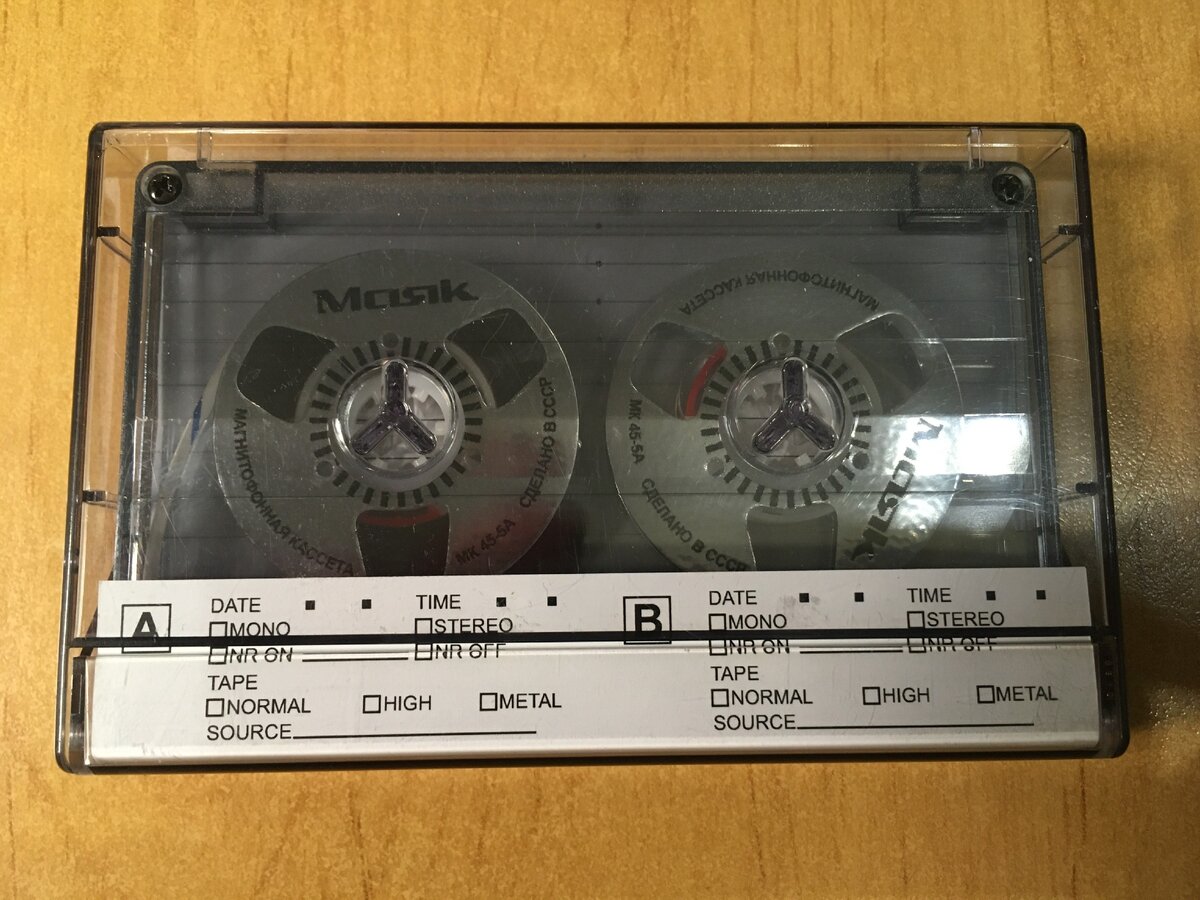 Маяк
МАГНИТОФОННАЯ КАССЕТА
МК 45-5А
СДЕЛАНО В СССР
МАГНИТОФОННАЯ КАССЕТА
МК 45-5А
СДЕЛАНО В СССР
Маяк
A DATE TIME
MONO STEREO
NR ON NR OFF
TAPE
NORMAL HIGH METAL
SOURCE
B DATE TIME
MONO STEREO
NR ON NR OFF
TAPE
NORMAL HIGH METAL
SOURCE